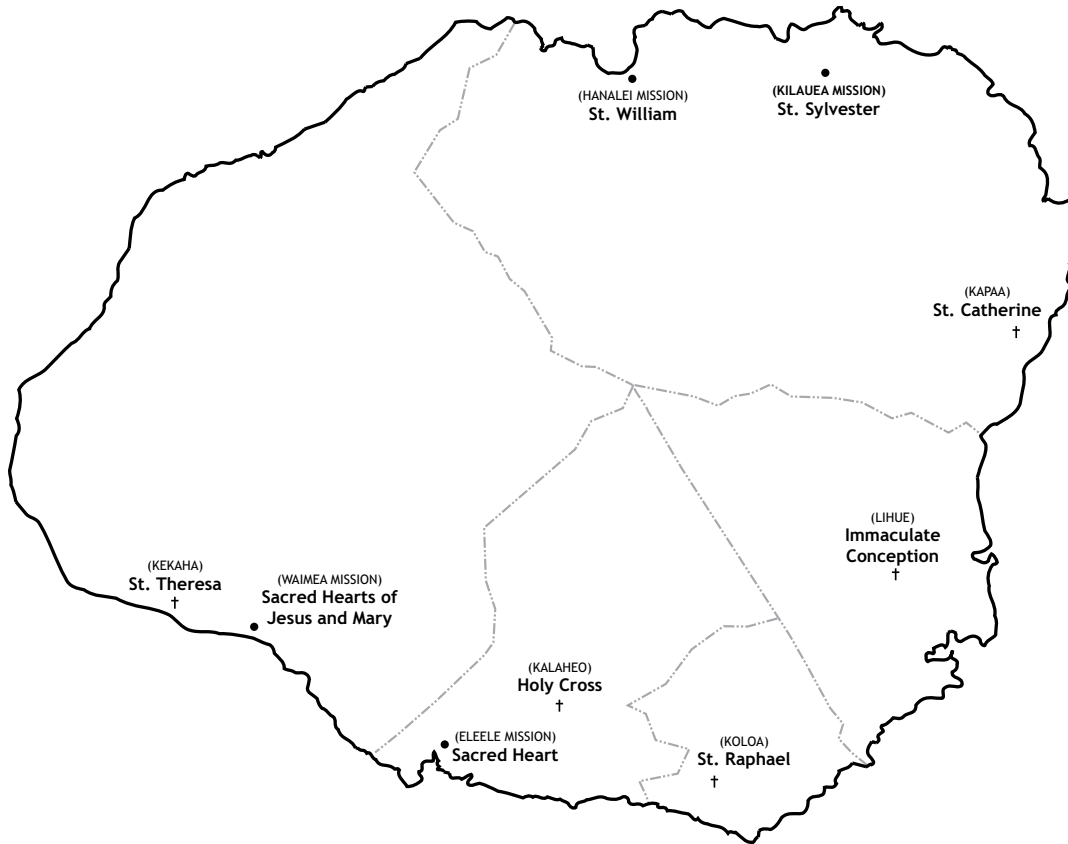 (HANALEI MISSION)
St. William
(KILAUEA MISSION)
St. Sylvester
(KAPAA)
St. Catherine
(LIHUE)
Immaculate
Conception
(KEKAHA)
St. Theresa
(WAIMEA MISSION)
Sacred Hearts of
Jesus and Mary
(KALAHEO)
Holy Cross
(ELEELE MISSION)
Sacred Heart
(KOLOA)
St. Raphael